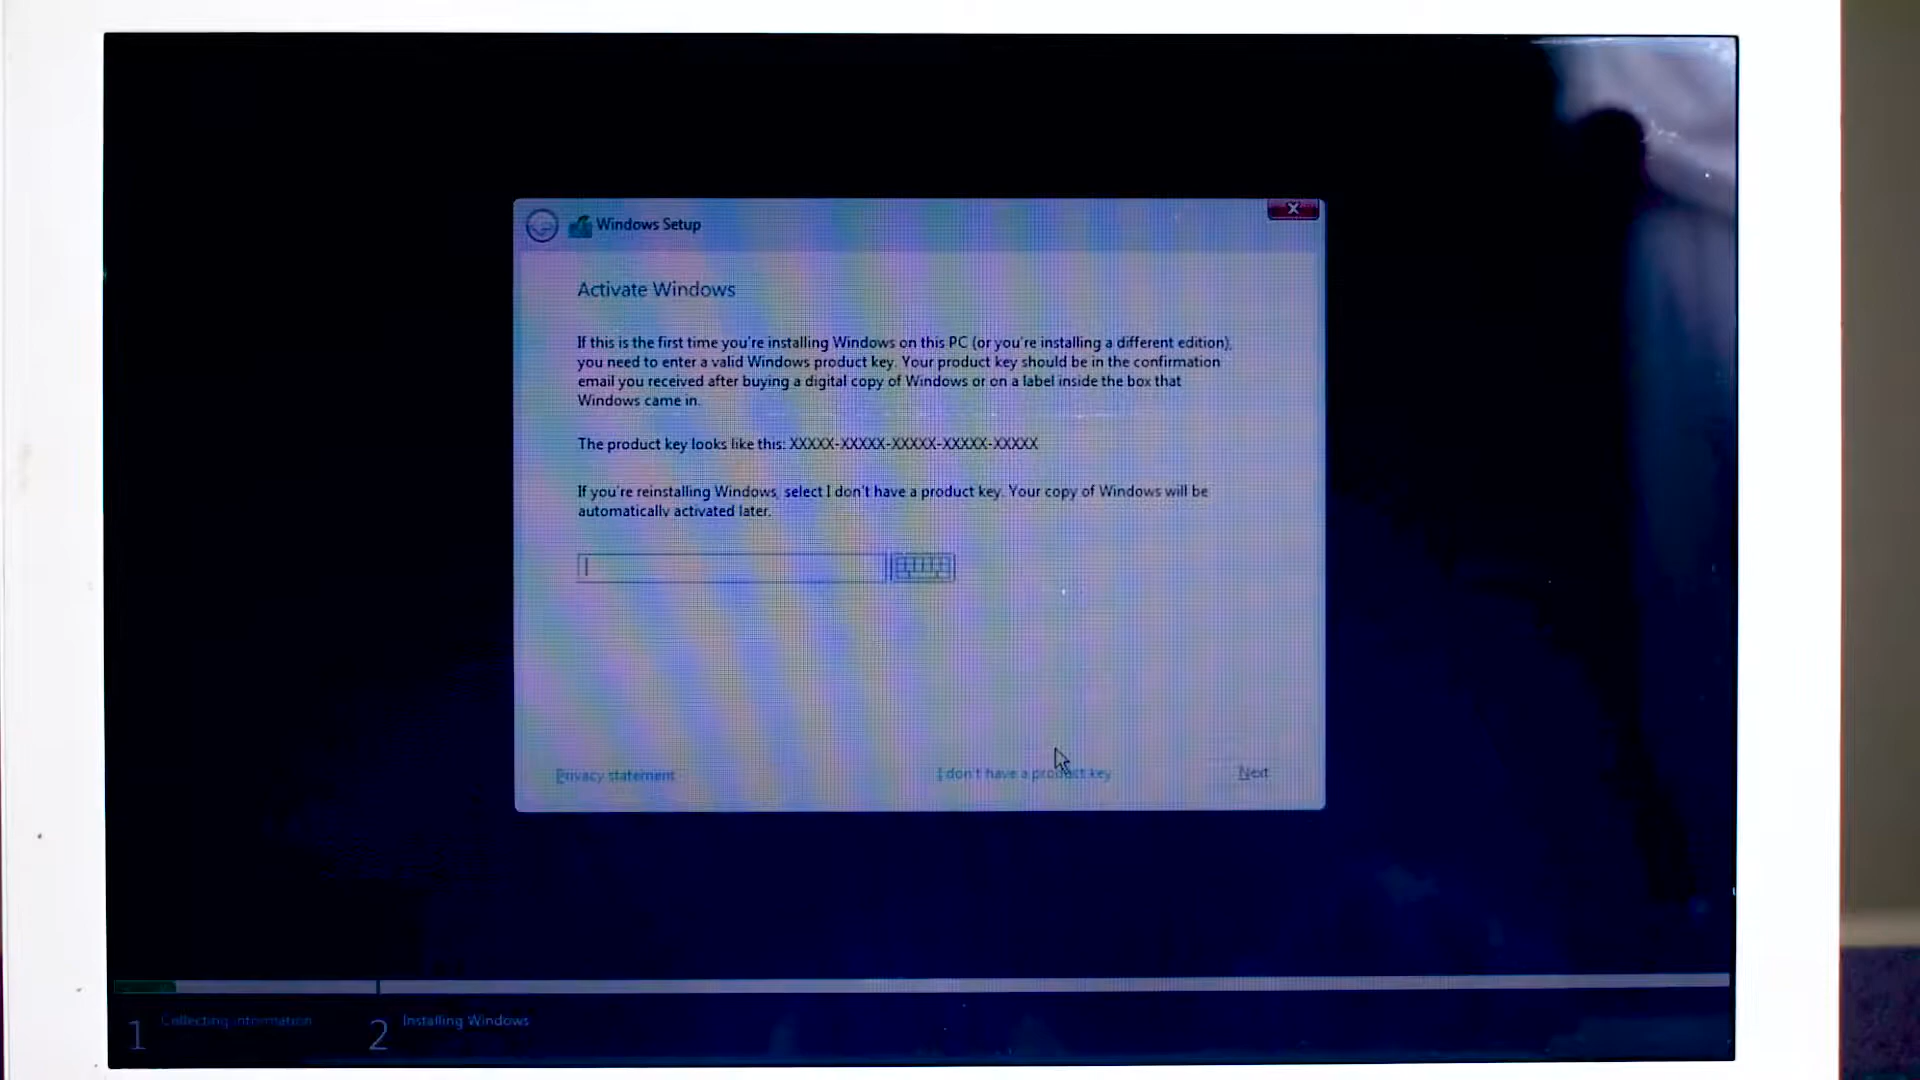 Windows Setup
Activate Windows
If this is the first time you're installing Windows on this PC (or you're installing a different edition),
you need to enter a valid Windows product key. Your product key should be in the confirmation
email you received after buying a digital copy of Windows or on a label inside the box that
Windows came in.
The product key looks like this: XXXXX-XXXXX-XXXXX-XXXXX-XXXXX
If you're reinstalling Windows, select I don't have a product key. Your copy of Windows will be
automatically activated later.
Privacy statement
I don't have a product key
Next
1 Collecting information
2 Installing Windows